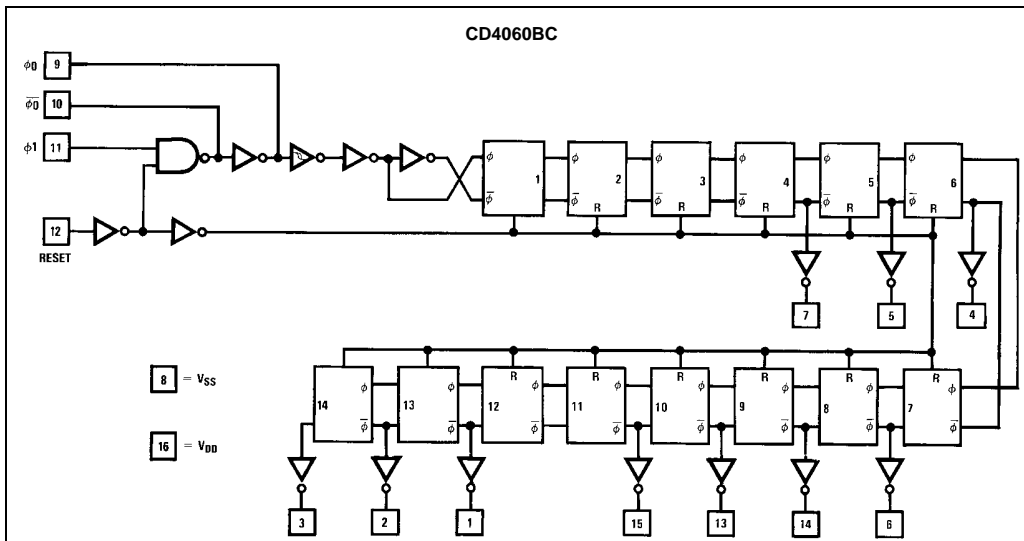 CD4060BC
φ0 9
φ̅0̅ 10
φ1 11
12
RESET
φ φ̅ 1
φ φ̅ 2 R
φ φ̅ 3 R
φ φ̅ 4 R
φ φ̅ 5 R
φ φ̅ 6 R
7 5 4
8 = VSS
16 = VDD
14 φ φ̅
13 φ φ̅
12 R φ φ̅
11 R φ φ̅
10 R φ φ̅
9 R φ φ̅
8 R φ φ̅
7 R φ φ̅
3 2 1 15 13 14 6